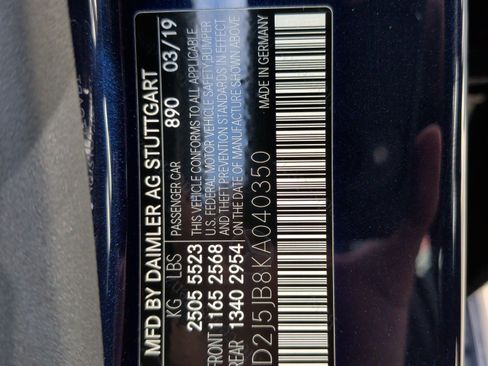 MFD BY DAIMLER AG STUTTGART
KG LBS PASSENGER CAR 890 03/19
2505 5523 THIS VEHICLE CONFORMS TO ALL APPLICABLE
U.S. FEDERAL MOTOR VEHICLE SAFETY, BUMPER
FRONT 1165 2568 AND THEFT PREVENTION STANDARDS IN EFFECT
REAR 1340 2954 ON THE DATE OF MANUFACTURE SHOWN ABOVE
MADE IN GERMANY
D2J5JB8KA040350